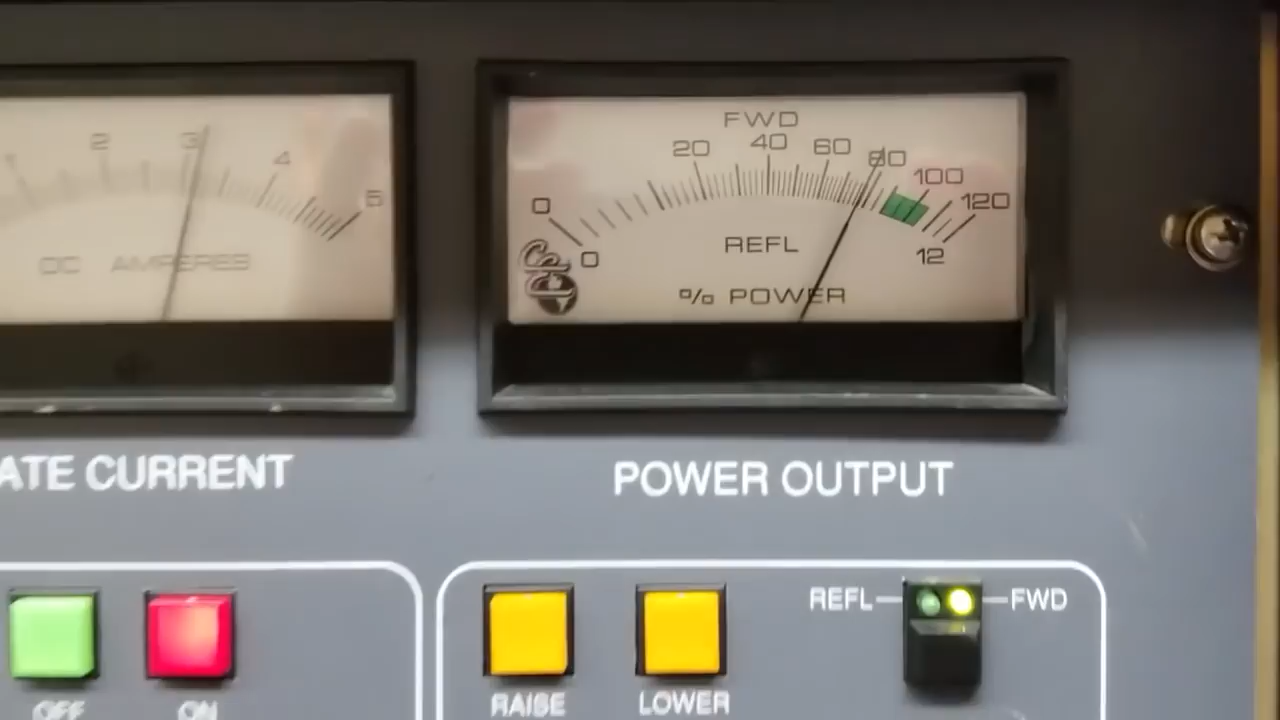 2 3 4 5
DC AMPERES
FWD
0 20 40 60 80 100 120
0 REFL 12
% POWER
ATE CURRENT
POWER OUTPUT
REFL FWD
OFF ON RAISE LOWER